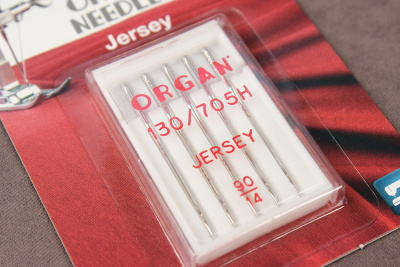 NEEDLE
Jersey
ORGAN
130/705H
JERSEY
90
14